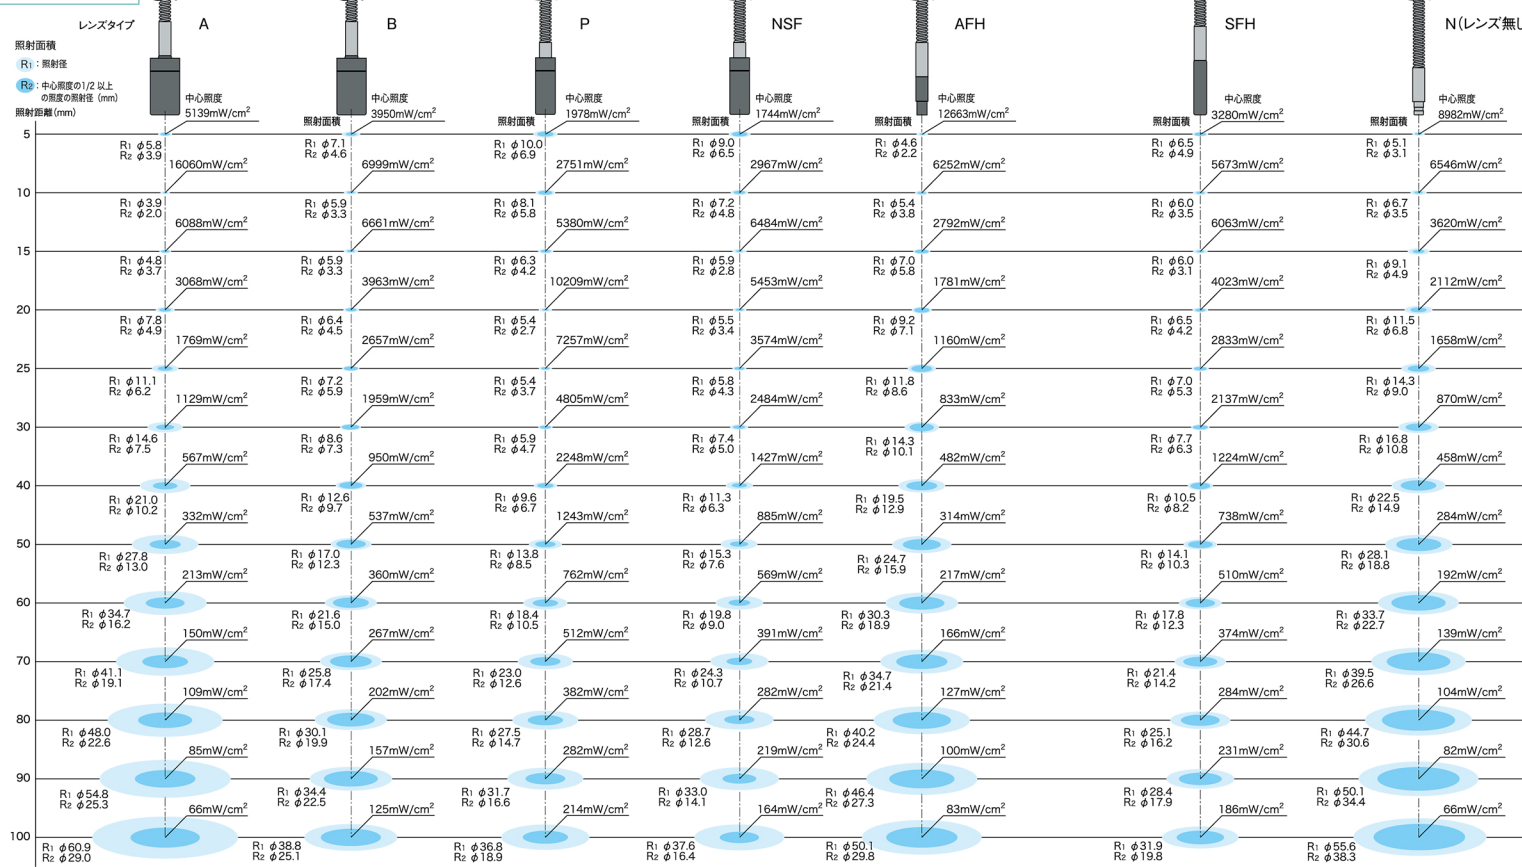 レンズタイプ A B P NSF AFH SFH N(レンズ無し
照射面積
R1：照射径
R2：中心照度の1/2 以上
の照度の照射径（mm）
照射距離(mm)
中心照度 中心照度 中心照度 中心照度 中心照度 中心照度 中心照度
5139mW/cm² 3950mW/cm² 1978mW/cm² 1744mW/cm² 12663mW/cm² 3280mW/cm² 8982mW/cm²
照射面積 照射面積 照射面積 照射面積 照射面積 照射面積
5
R1 φ5.8 R1 φ7.1 R1 φ10.0 R1 φ9.0 R1 φ4.6 R1 φ6.5 R1 φ5.1
R2 φ3.9 R2 φ4.6 R2 φ6.9 R2 φ6.5 R2 φ2.2 R2 φ4.9 R2 φ3.1
16060mW/cm² 6999mW/cm² 2751mW/cm² 2967mW/cm² 6252mW/cm² 5673mW/cm² 6546mW/cm²
10
R1 φ3.9 R1 φ5.9 R1 φ8.1 R1 φ7.2 R1 φ5.4 R1 φ6.0 R1 φ6.7
R2 φ2.0 R2 φ3.3 R2 φ5.8 R2 φ4.8 R2 φ3.8 R2 φ3.5 R2 φ3.5
6088mW/cm² 6661mW/cm² 5380mW/cm² 6484mW/cm² 2792mW/cm² 6063mW/cm² 3620mW/cm²
15
R1 φ4.8 R1 φ5.9 R1 φ6.3 R1 φ5.9 R1 φ7.0 R1 φ6.0 R1 φ9.1
R2 φ3.7 R2 φ3.3 R2 φ4.2 R2 φ2.8 R2 φ5.8 R2 φ3.1 R2 φ4.9
3068mW/cm² 3963mW/cm² 10209mW/cm² 5453mW/cm² 1781mW/cm² 4023mW/cm² 2112mW/cm²
20
R1 φ7.8 R1 φ6.4 R1 φ5.4 R1 φ5.5 R1 φ9.2 R1 φ6.5 R1 φ11.5
R2 φ4.9 R2 φ4.5 R2 φ2.7 R2 φ3.4 R2 φ7.1 R2 φ4.2 R2 φ6.8
1769mW/cm² 2657mW/cm² 7257mW/cm² 3574mW/cm² 1160mW/cm² 2833mW/cm² 1658mW/cm²
25
R1 φ11.1 R1 φ7.2 R1 φ5.4 R1 φ5.8 R1 φ11.8 R1 φ7.0 R1 φ14.3
R2 φ6.2 R2 φ5.9 R2 φ3.7 R2 φ4.3 R2 φ8.6 R2 φ5.3 R2 φ9.0
1129mW/cm² 1959mW/cm² 4805mW/cm² 2484mW/cm² 833mW/cm² 2137mW/cm² 870mW/cm²
30
R1 φ14.6 R1 φ8.6 R1 φ5.9 R1 φ7.4 R1 φ14.3 R1 φ7.7 R1 φ16.8
R2 φ7.5 R2 φ7.3 R2 φ4.7 R2 φ5.0 R2 φ10.1 R2 φ6.3 R2 φ10.8
567mW/cm² 950mW/cm² 2248mW/cm² 1427mW/cm² 482mW/cm² 1224mW/cm² 458mW/cm²
40
R1 φ21.0 R1 φ12.6 R1 φ9.6 R1 φ11.3 R1 φ19.5 R1 φ10.5 R1 φ22.5
R2 φ10.2 R2 φ9.7 R2 φ6.7 R2 φ6.3 R2 φ12.9 R2 φ8.2 R2 φ14.9
332mW/cm² 537mW/cm² 1243mW/cm² 885mW/cm² 314mW/cm² 738mW/cm² 284mW/cm²
50
R1 φ27.8 R1 φ17.0 R1 φ13.8 R1 φ15.3 R1 φ24.7 R1 φ14.1 R1 φ28.1
R2 φ13.0 R2 φ12.3 R2 φ8.5 R2 φ7.6 R2 φ15.9 R2 φ10.3 R2 φ18.8
213mW/cm² 360mW/cm² 762mW/cm² 569mW/cm² 217mW/cm² 510mW/cm² 192mW/cm²
60
R1 φ34.7 R1 φ21.6 R1 φ18.4 R1 φ19.8 R1 φ30.3 R1 φ17.8 R1 φ33.7
R2 φ16.2 R2 φ15.0 R2 φ10.5 R2 φ9.0 R2 φ18.9 R2 φ12.3 R2 φ22.7
150mW/cm² 267mW/cm² 512mW/cm² 391mW/cm² 166mW/cm² 374mW/cm² 139mW/cm²
70
R1 φ41.1 R1 φ25.8 R1 φ23.0 R1 φ24.3 R1 φ34.7 R1 φ21.4 R1 φ39.5
R2 φ19.1 R2 φ17.4 R2 φ12.6 R2 φ10.7 R2 φ21.4 R2 φ14.2 R2 φ26.6
109mW/cm² 202mW/cm² 382mW/cm² 282mW/cm² 127mW/cm² 284mW/cm² 104mW/cm²
80
R1 φ48.0 R1 φ30.1 R1 φ27.5 R1 φ28.7 R1 φ40.2 R1 φ25.1 R1 φ44.7
R2 φ22.6 R2 φ19.9 R2 φ14.7 R2 φ12.6 R2 φ24.4 R2 φ16.2 R2 φ30.6
85mW/cm² 157mW/cm² 282mW/cm² 219mW/cm² 100mW/cm² 231mW/cm² 82mW/cm²
90
R1 φ54.8 R1 φ34.4 R1 φ31.7 R1 φ33.0 R1 φ46.4 R1 φ28.4 R1 φ50.1
R2 φ25.3 R2 φ22.5 R2 φ16.6 R2 φ14.1 R2 φ27.3 R2 φ17.9 R2 φ34.4
66mW/cm² 125mW/cm² 214mW/cm² 164mW/cm² 83mW/cm² 186mW/cm² 66mW/cm²
100
R1 φ60.9 R1 φ38.8 R1 φ36.8 R1 φ37.6 R1 φ50.1 R1 φ31.9 R1 φ55.6
R2 φ29.0 R2 φ25.1 R2 φ18.9 R2 φ16.4 R2 φ29.8 R2 φ19.8 R2 φ38.3